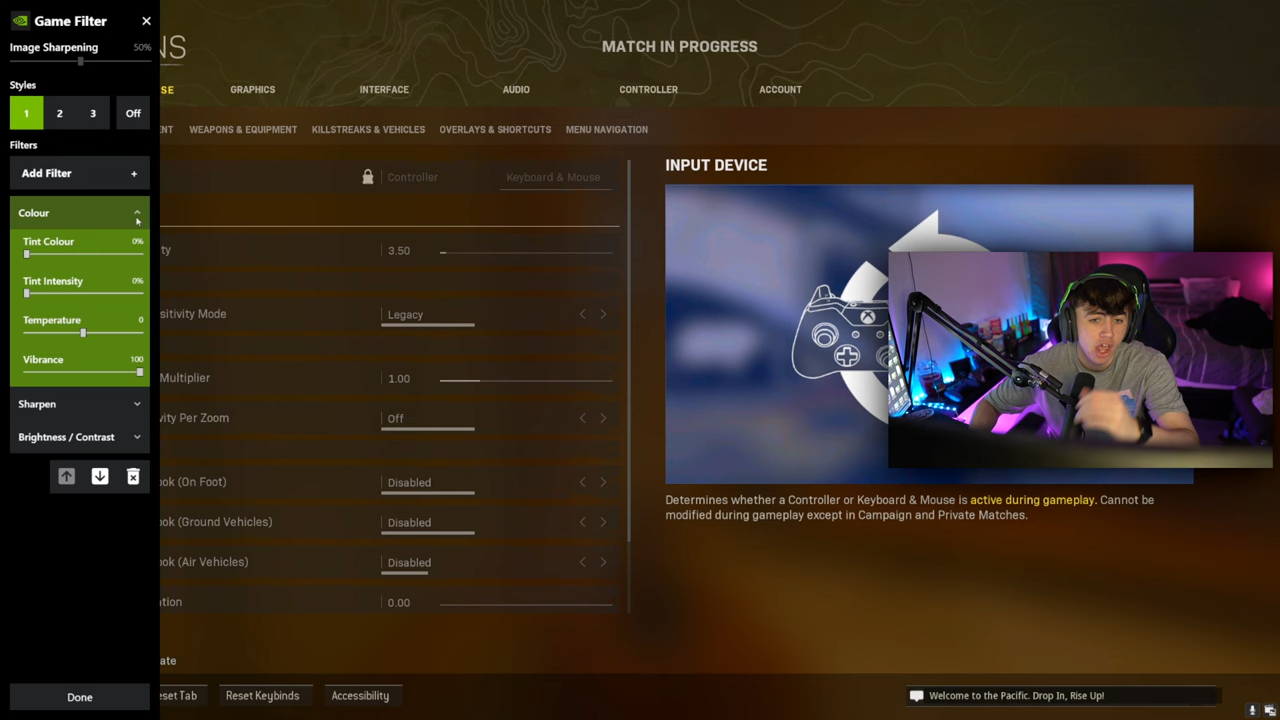 Game Filter
Image Sharpening 50%
Styles
1 2 3 Off
Filters
Add Filter +
Colour
Tint Colour 0%
Tint Intensity 0%
Temperature 0
Vibrance 100
Sharpen
Brightness / Contrast
Done
NS
MATCH IN PROGRESS
SE GRAPHICS INTERFACE AUDIO CONTROLLER ACCOUNT
ENT WEAPONS & EQUIPMENT KILLSTREAKS & VEHICLES OVERLAYS & SHORTCUTS MENU NAVIGATION
Controller Keyboard & Mouse
ty 3.50
sitivity Mode Legacy
Multiplier 1.00
vity Per Zoom Off
ok (On Foot) Disabled
ok (Ground Vehicles) Disabled
ok (Air Vehicles) Disabled
ation 0.00
ate
eset Tab Reset Keybinds Accessibility
INPUT DEVICE
Determines whether a Controller or Keyboard & Mouse is active during gameplay. Cannot be
modified during gameplay except in Campaign and Private Matches.
Welcome to the Pacific. Drop In, Rise Up!